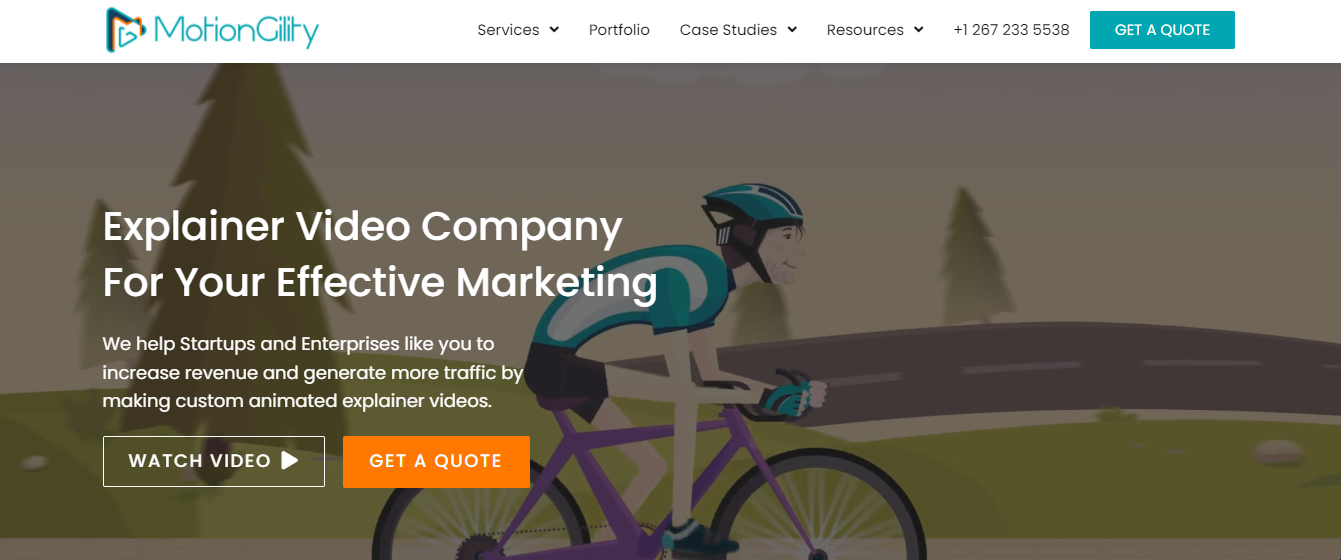 MotionGility
Services
Portfolio
Case Studies
Resources
+1 267 233 5538
GET A QUOTE
Explainer Video Company
For Your Effective Marketing
We help Startups and Enterprises like you to
increase revenue and generate more traffic by
making custom animated explainer videos.
WATCH VIDEO
GET A QUOTE